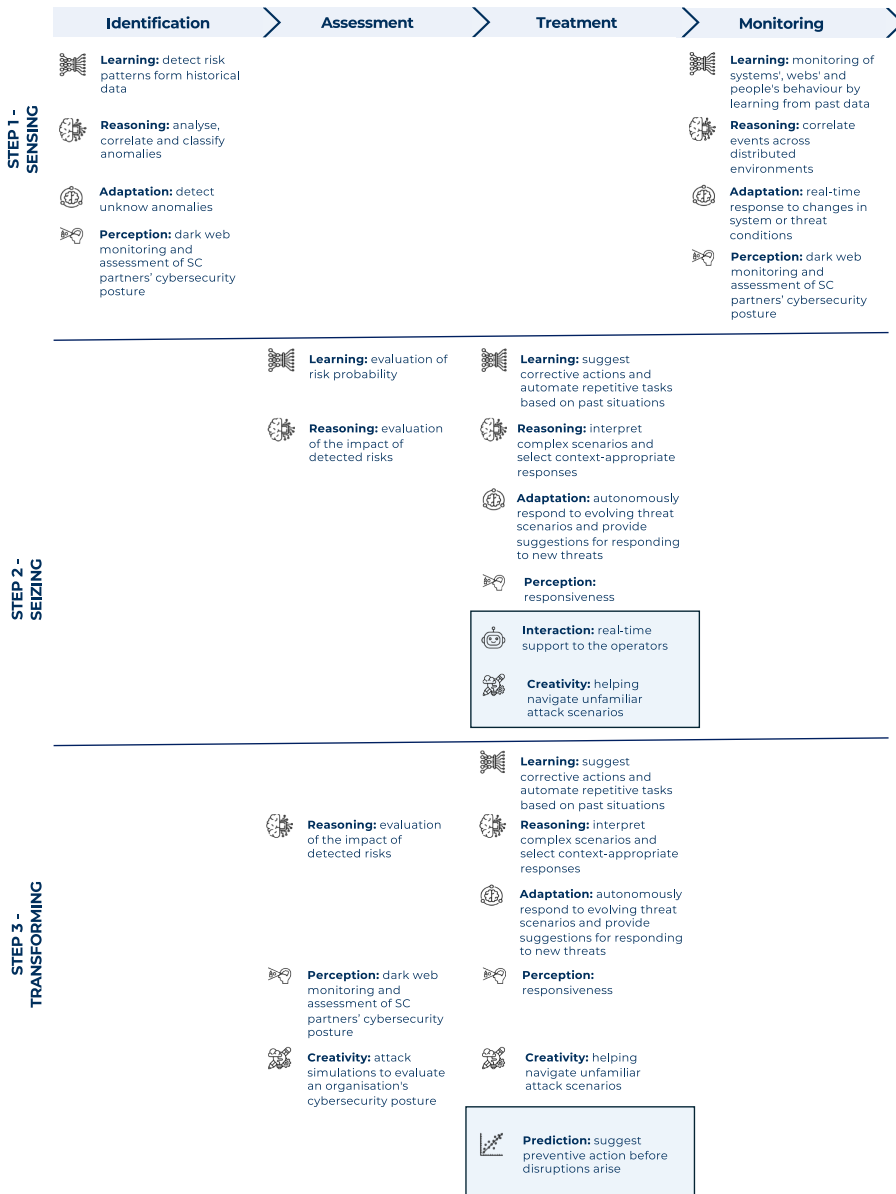 Identification
Assessment
Treatment
Monitoring
STEP 1 -
SENSING
Learning: detect risk
patterns form historical
data
Reasoning: analyse,
correlate and classify
anomalies
Adaptation: detect
unknow anomalies
Perception: dark web
monitoring and
assessment of SC
partners' cybersecurity
posture
Learning: monitoring of
systems', webs' and
people's behaviour by
learning from past data
Reasoning: correlate
events across
distributed
environments
Adaptation: real-time
response to changes in
system or threat
conditions
Perception: dark web
monitoring and
assessment of SC
partners' cybersecurity
posture
STEP 2 -
SEIZING
Learning: evaluation of
risk probability
Reasoning: evaluation
of the impact of
detected risks
Learning: suggest
corrective actions and
automate repetitive tasks
based on past situations
Reasoning: interpret
complex scenarios and
select context-appropriate
responses
Adaptation: autonomously
respond to evolving threat
scenarios and provide
suggestions for responding
to new threats
Perception:
responsiveness
Interaction: real-time
support to the operators
Creativity: helping
navigate unfamiliar
attack scenarios
STEP 3 -
TRANSFORMING
Reasoning: evaluation
of the impact of
detected risks
Perception: dark web
monitoring and
assessment of SC
partners' cybersecurity
posture
Creativity: attack
simulations to evaluate
an organisation's
cybersecurity posture
Learning: suggest
corrective actions and
automate repetitive tasks
based on past situations
Reasoning: interpret
complex scenarios and
select context-appropriate
responses
Adaptation: autonomously
respond to evolving threat
scenarios and provide
suggestions for responding
to new threats
Perception:
responsiveness
Creativity: helping
navigate unfamiliar
attack scenarios
Prediction: suggest
preventive action before
disruptions arise